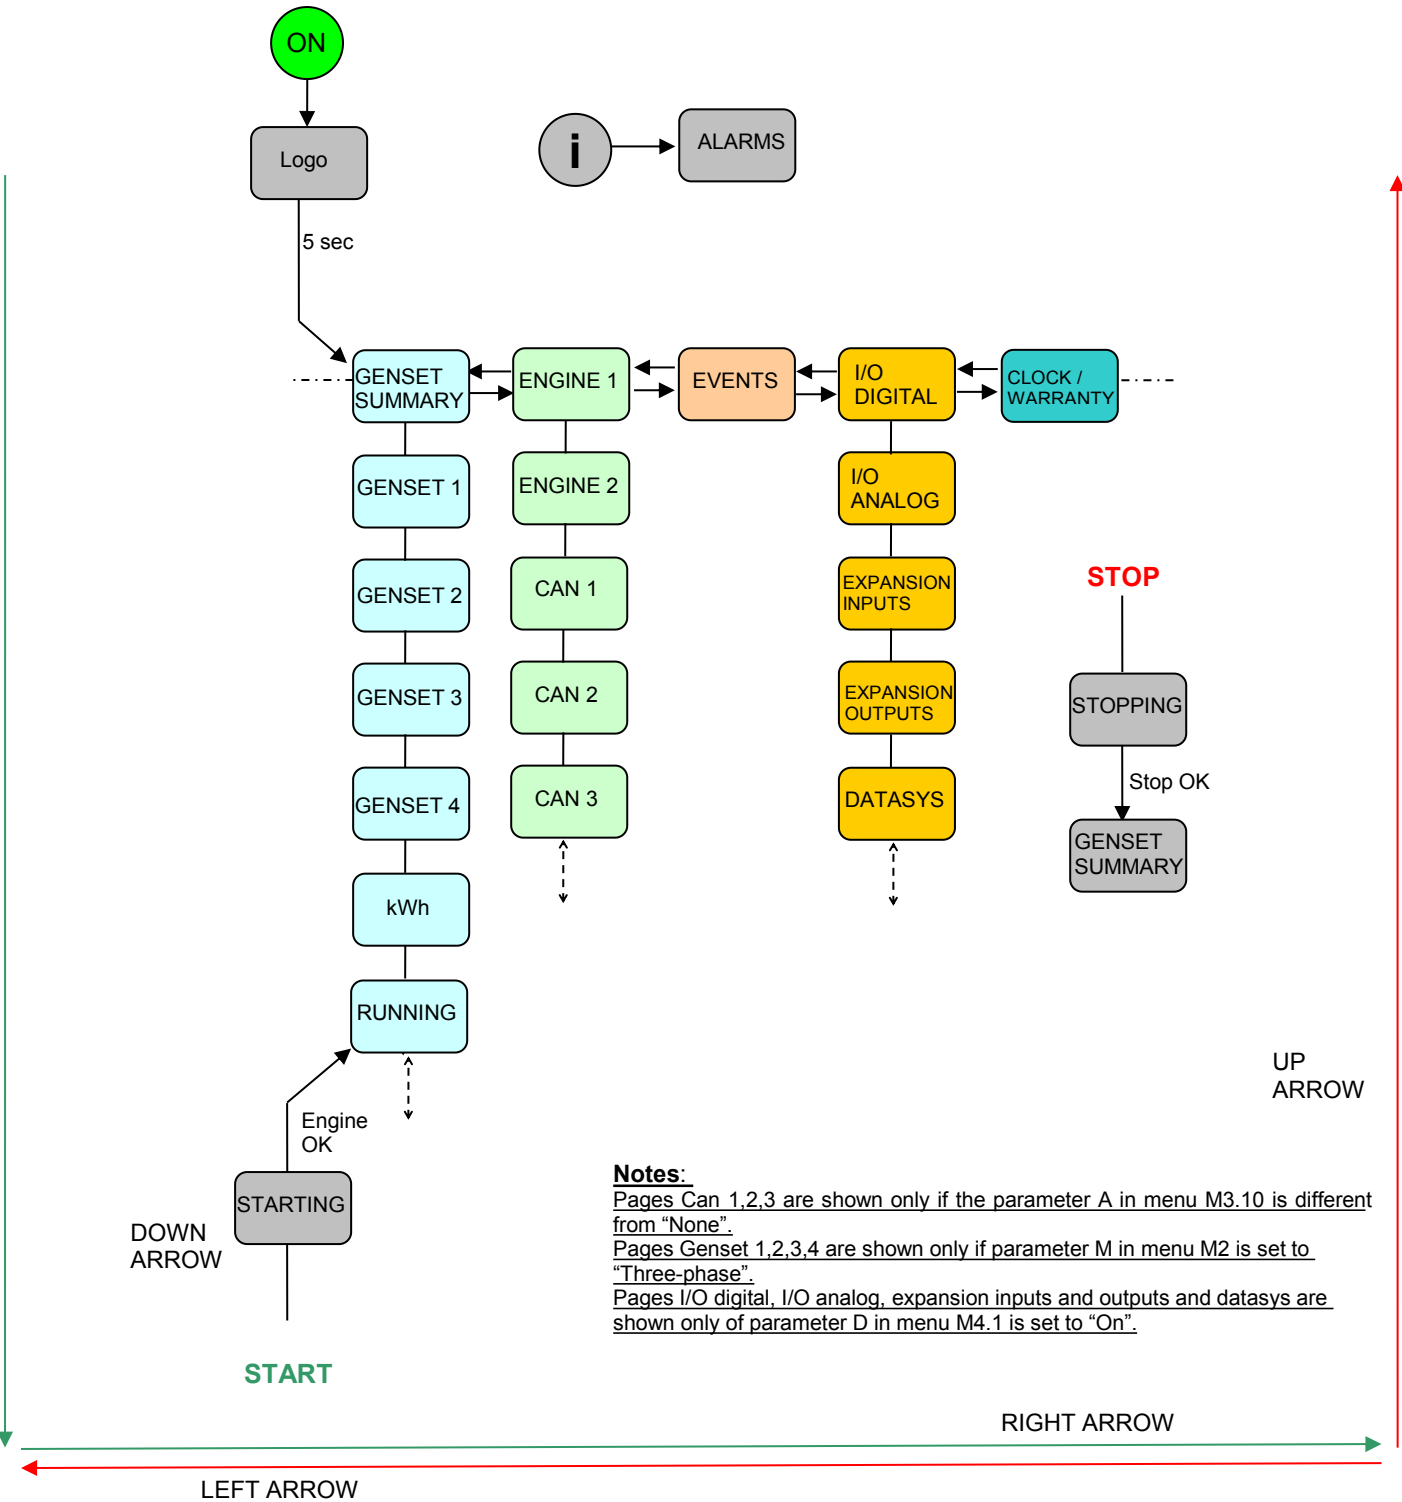 ON
Logo
i
ALARMS
5 sec
GENSET
SUMMARY
ENGINE 1
EVENTS
I/O
DIGITAL
CLOCK /
WARRANTY
GENSET 1
ENGINE 2
I/O
ANALOG
GENSET 2
CAN 1
EXPANSION
INPUTS
STOP
GENSET 3
CAN 2
EXPANSION
OUTPUTS
STOPPING
GENSET 4
CAN 3
DATASYS
Stop OK
GENSET
SUMMARY
kWh
RUNNING
UP
ARROW
Engine
OK
STARTING
DOWN
ARROW
Notes:
Pages Can 1,2,3 are shown only if the parameter A in menu M3.10 is different
from “None”.
Pages Genset 1,2,3,4 are shown only if parameter M in menu M2 is set to
“Three-phase”.
Pages I/O digital, I/O analog, expansion inputs and outputs and datasys are
shown only of parameter D in menu M4.1 is set to “On”.
START
RIGHT ARROW
LEFT ARROW